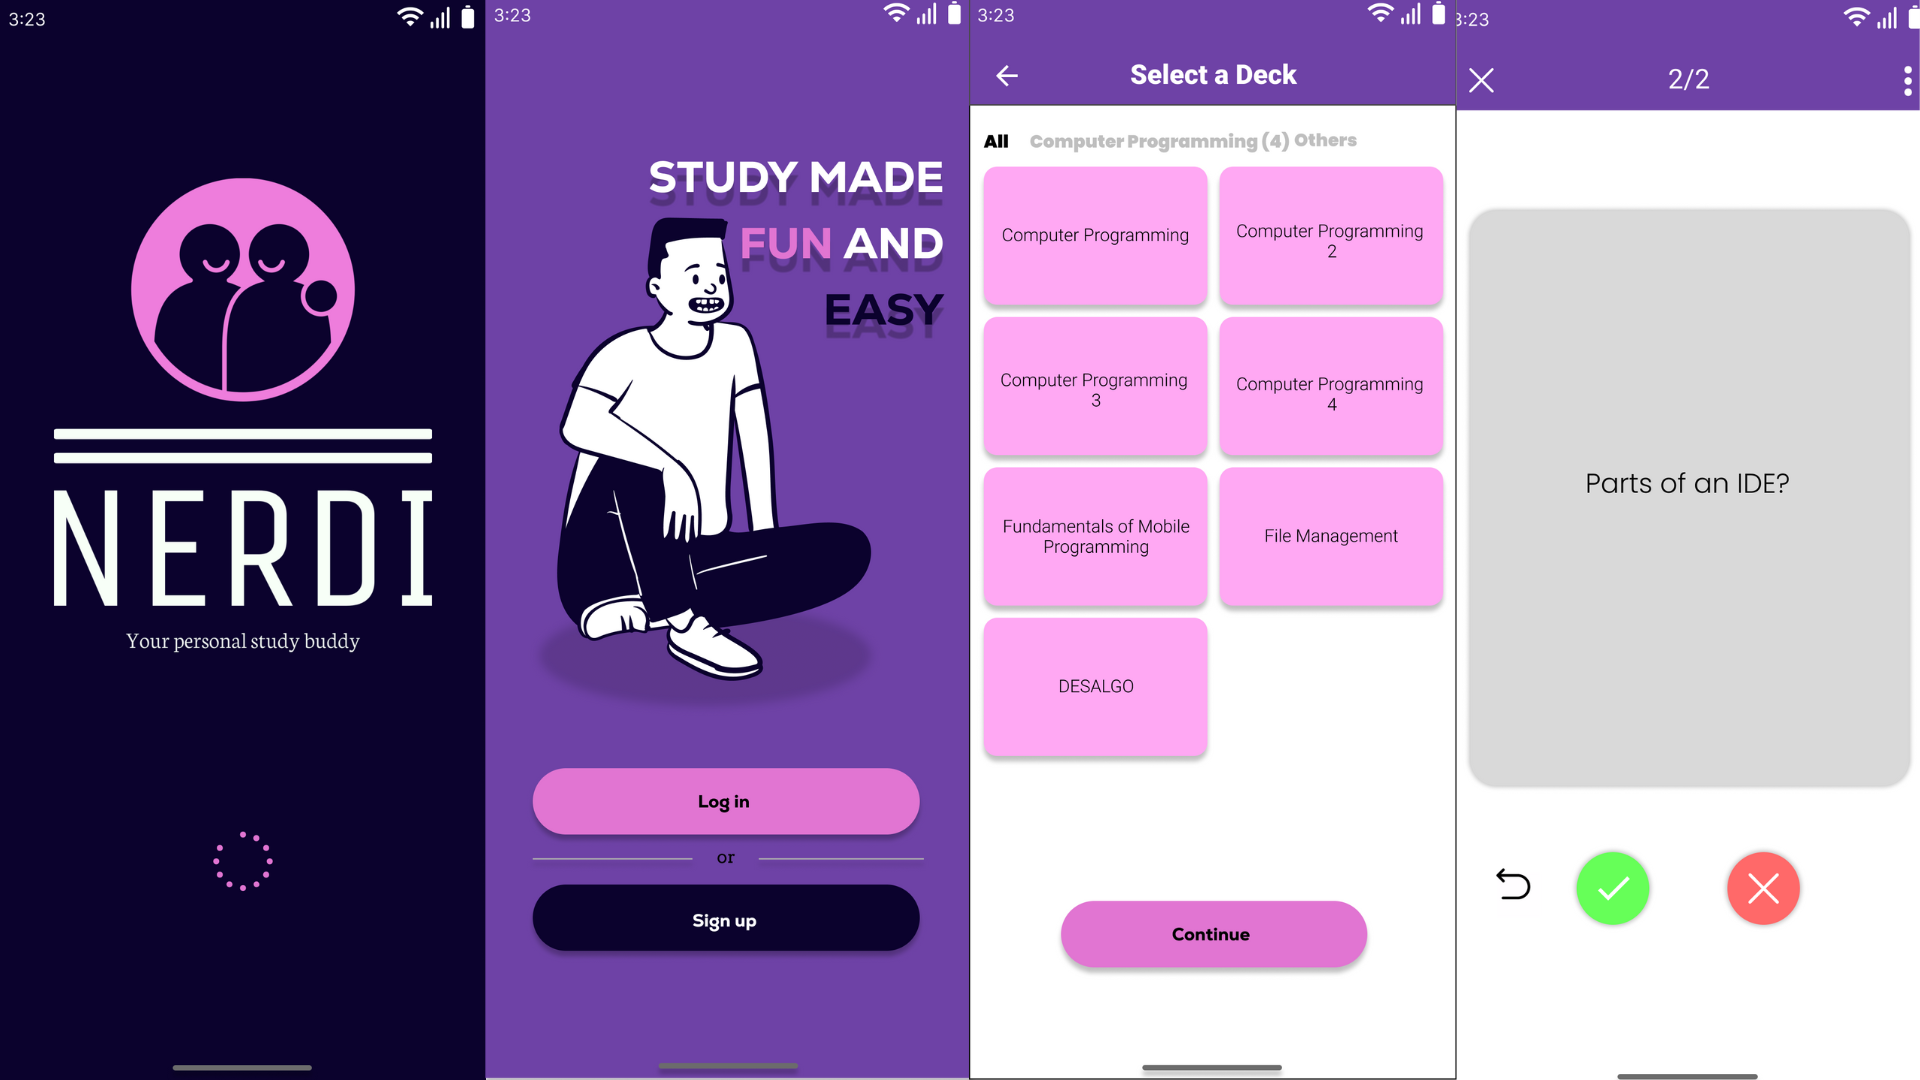 3:23
NERDI
Your personal study buddy
3:23
STUDY MADE
FUN AND
EASY
Log in
or
Sign up
3:23
Select a Deck
All Computer Programming (4) Others
Computer Programming
Computer Programming
2
Computer Programming
3
Computer Programming
4
Fundamentals of Mobile
Programming
File Management
DESALGO
Continue
3:23
2/2
Parts of an IDE?